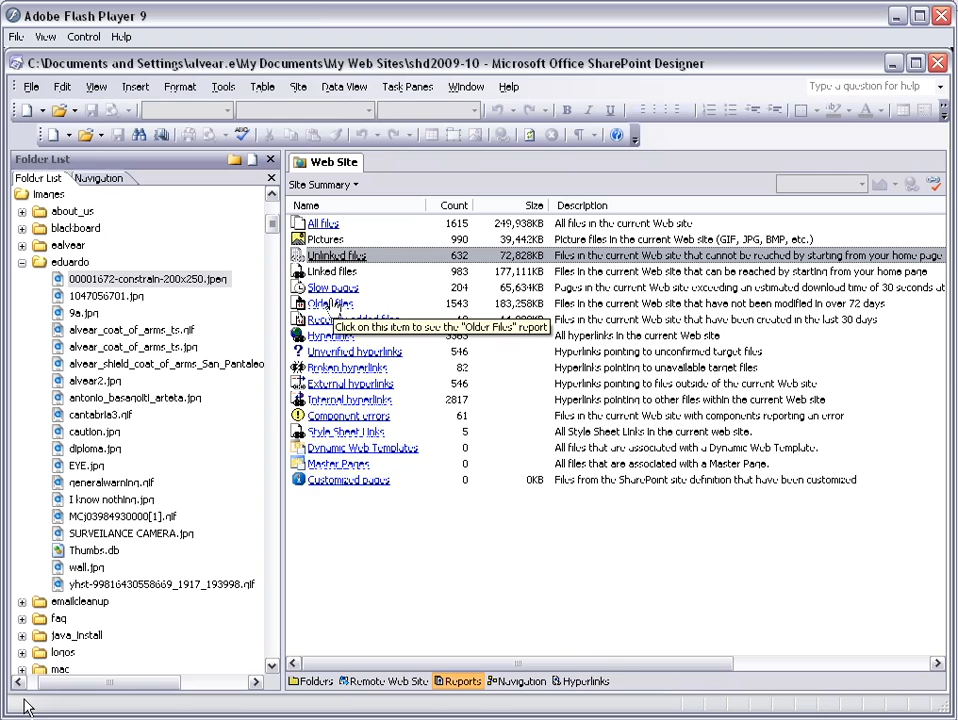 Adobe Flash Player 9
File View Control Help
C:\Documents and Settings\alvear.e\My Documents\My Web Sites\shd2009-10 - Microsoft Office SharePoint Designer
File Edit View Insert Format Tools Table Site Data View Task Panes Window Help
Type a question for help
B I U
Folder List
Web Site
Folder List Navigation
Site Summary
Images
about_us
blackboard
ealvear
eduardo
00001672-constrain-200x250.jpeg
1047056701.jpg
9a.jpg
alvear_coat_of_arms_ts.gif
alvear_coat_of_arms_ts.jpg
alvear_shield_coat_of_arms_San_Pantaleo
alvear2.jpg
antonio_basagoiti_arteta.jpg
cantabria3.gif
caution.jpg
diploma.jpg
EYE.jpg
generalwarning.gif
I know nothing.jpg
MCj03984930000[1].gif
SURVEILANCE CAMERA.jpg
Thumbs.db
wall.jpg
yhst-99816430558669_1917_193998.gif
emailcleanup
faq
java_install
logos
mac
Name Count Size Description
All files 1615 249,938KB All files in the current Web site
Pictures 990 39,442KB Picture files in the current Web site (GIF, JPG, BMP, etc.)
Unlinked files 632 72,828KB Files in the current Web site that cannot be reached by starting from your home page
Linked files 983 177,111KB Files in the current Web site that can be reached by starting from your home page
Slow pages 204 65,634KB Pages in the current Web site exceeding an estimated download time of 30 seconds at
Older files 1543 183,258KB Files in the current Web site that have not been modified in over 72 days
Files in the current Web site that have been created in the last 30 days
Click on this item to see the "Older Files" report
Hyperlinks All hyperlinks in the current Web site
Unverified hyperlinks 546 Hyperlinks pointing to unconfirmed target files
Broken hyperlinks 82 Hyperlinks pointing to unavailable target files
External hyperlinks 546 Hyperlinks pointing to files outside of the current Web site
Internal hyperlinks 2817 Hyperlinks pointing to other files within the current Web site
Component errors 61 Files in the current Web site with components reporting an error
Style Sheet Links 5 All Style Sheet Links in the current web site.
Dynamic Web Templates 0 All files that are associated with a Dynamic Web Template.
Master Pages 0 All files that are associated with a Master Page.
Customized pages 0 0KB Files from the SharePoint site definition that have been customized
Folders Remote Web Site Reports Navigation Hyperlinks